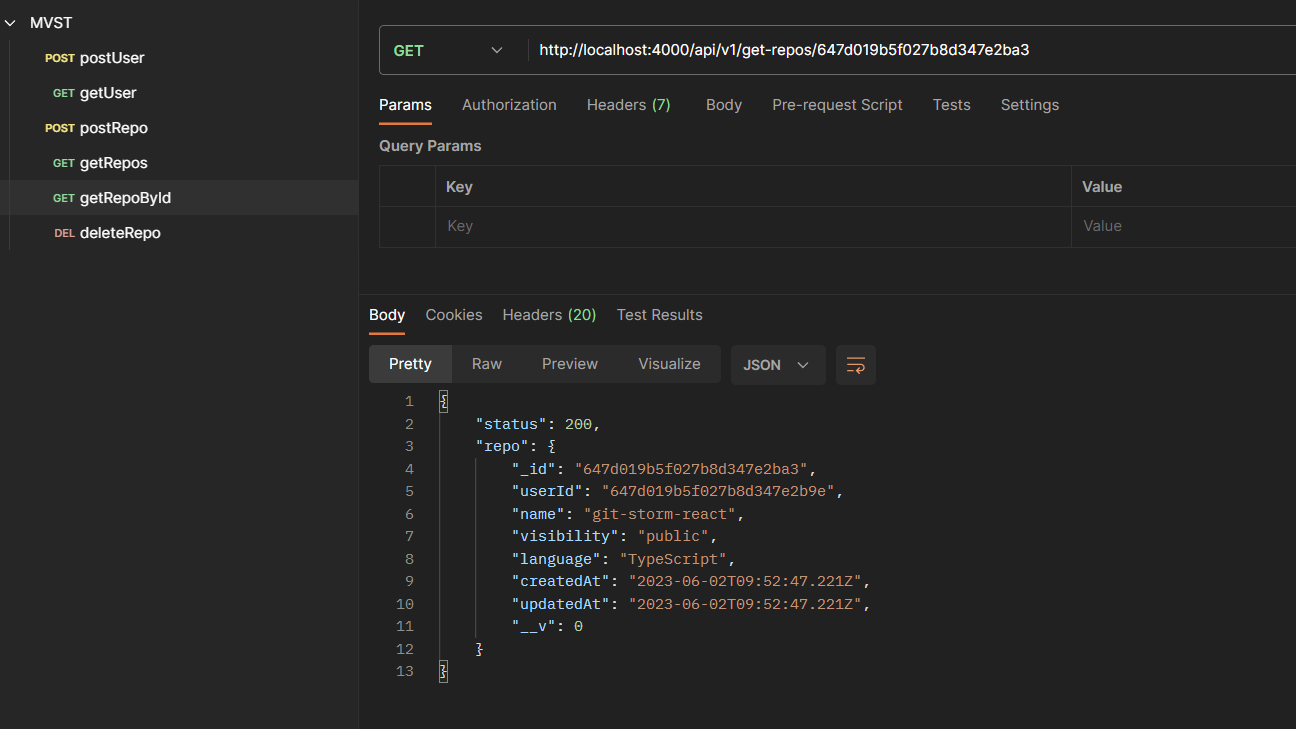 MVST
POST postUser
GET getUser
POST postRepo
GET getRepos
GET getRepoById
DEL deleteRepo
GET http://localhost:4000/api/v1/get-repos/647d019b5f027b8d347e2ba3
Params Authorization Headers (7) Body Pre-request Script Tests Settings
Query Params
Key Value
Key Value
Body Cookies Headers (20) Test Results
Pretty Raw Preview Visualize JSON
1 {
2 "status": 200,
3 "repo": {
4 "_id": "647d019b5f027b8d347e2ba3",
5 "userId": "647d019b5f027b8d347e2b9e",
6 "name": "git-storm-react",
7 "visibility": "public",
8 "language": "TypeScript",
9 "createdAt": "2023-06-02T09:52:47.221Z",
10 "updatedAt": "2023-06-02T09:52:47.221Z",
11 "__v": 0
12 }
13 }